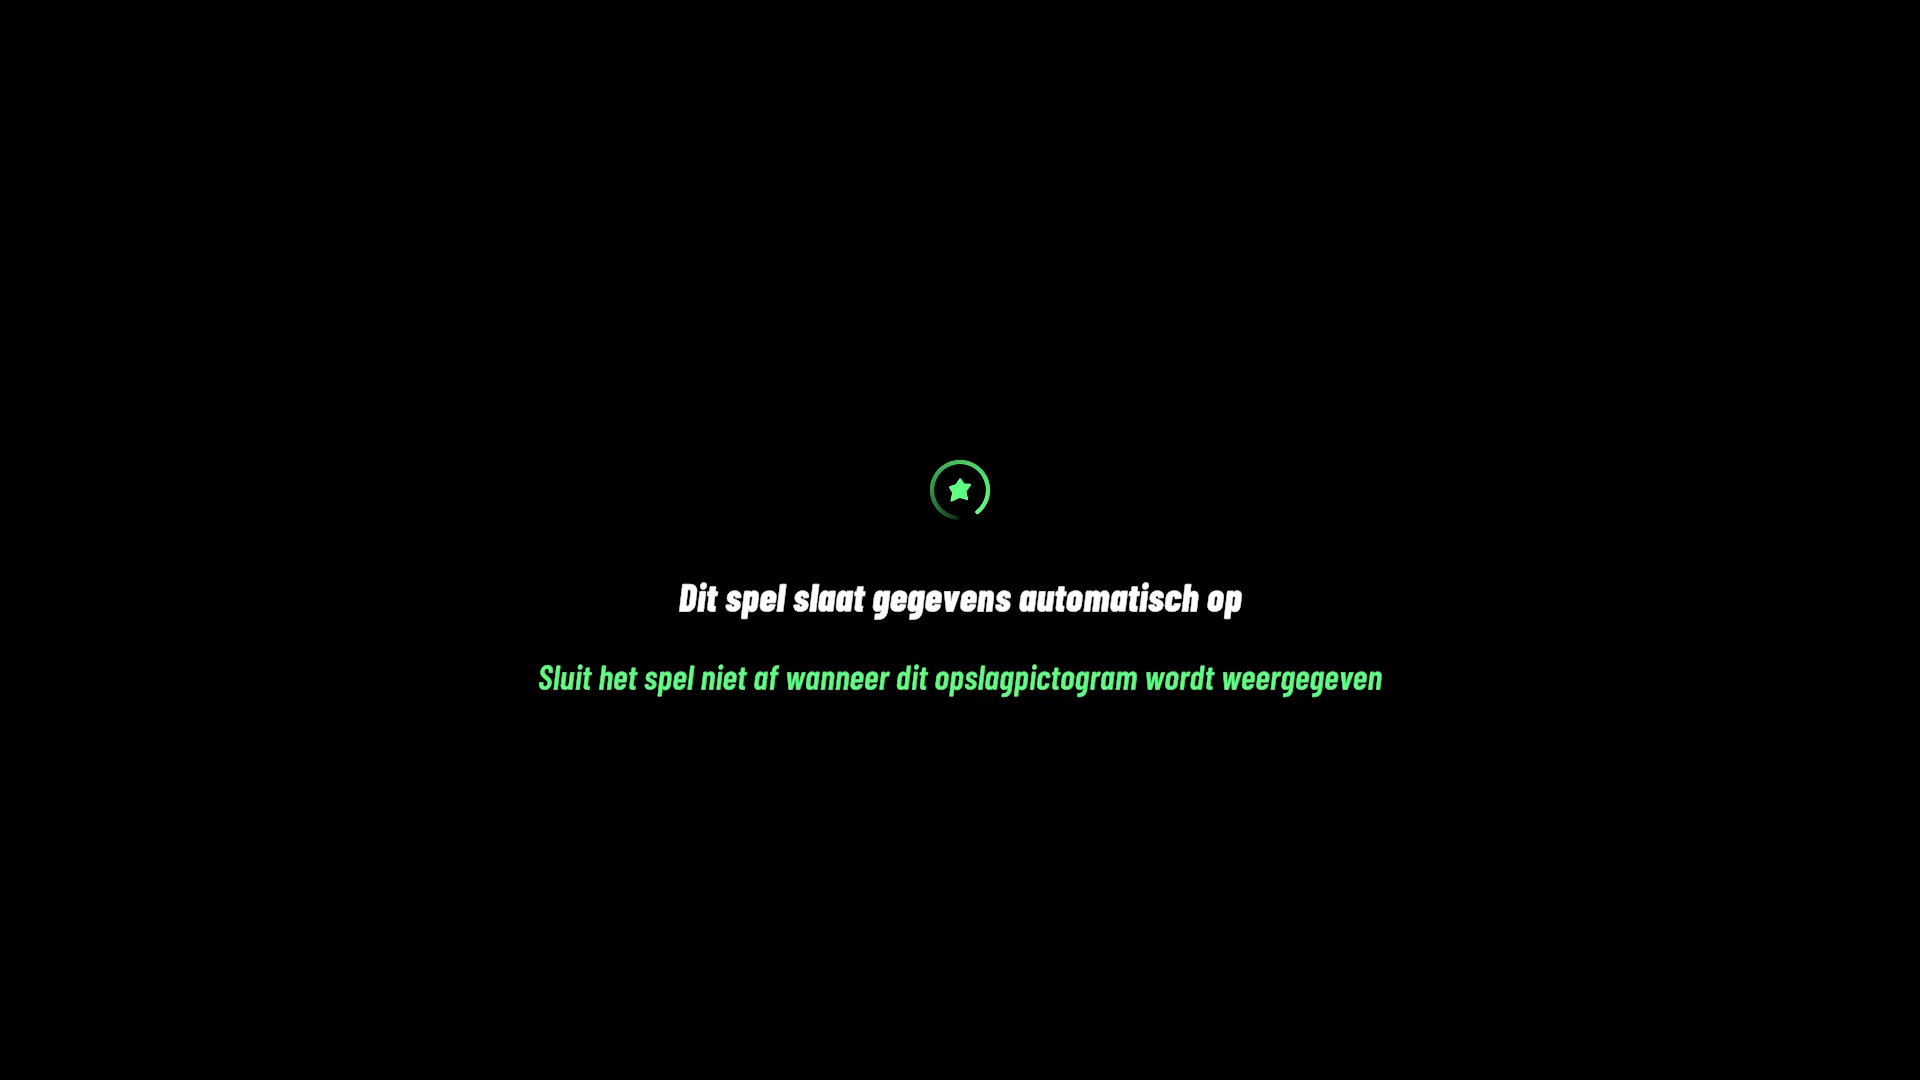 Dit spel slaat gegevens automatisch op
Sluit het spel niet af wanneer dit opslagpictogram wordt weergegeven